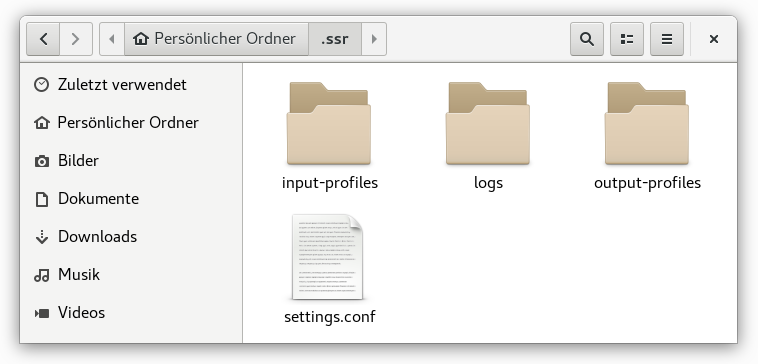 Persönlicher Ordner .ssr
Zuletzt verwendet
Persönlicher Ordner
Bilder
Dokumente
Downloads
Musik
Videos
input-profiles logs output-profiles
settings.conf